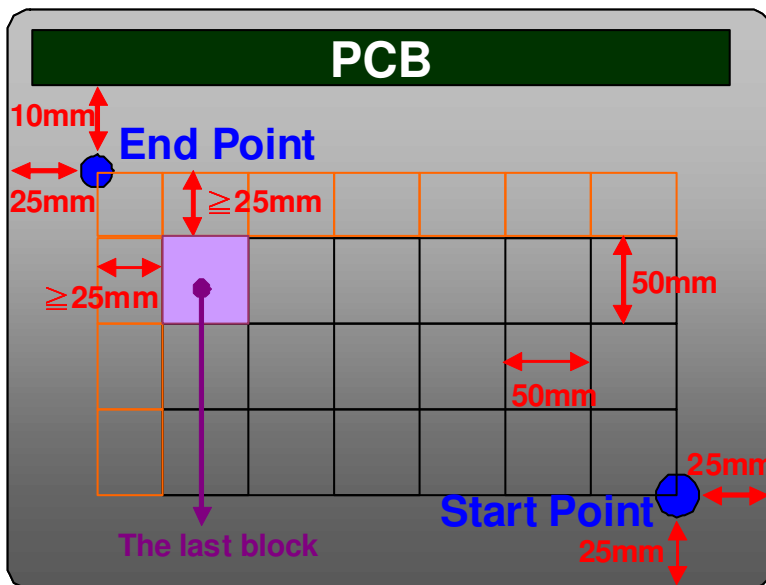 PCB
10mm
End Point
25mm
≧25mm
≧25mm
50mm
50mm
25mm
Start Point
25mm
The last block